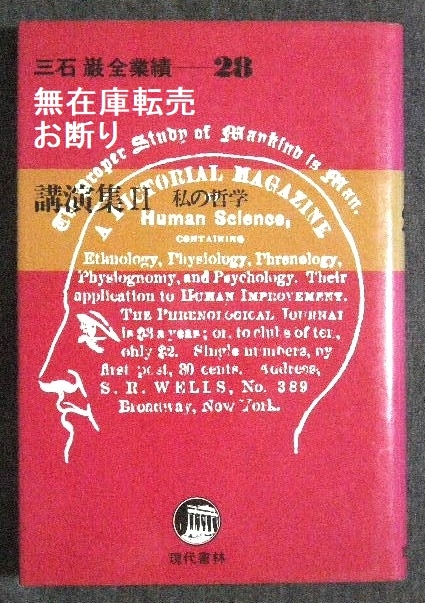 三石 巌全業績—28
無在庫転売
お断り
The Proper Study of Mankind is Man.
A PICTORIAL MAGAZINE
OF
講演集II 私の哲学
Human Science,
CONTAINING
Ethnology, Physiology, Phrenology,
Physiognomy, and Psychology. Their
application to HUMAN IMPROVEMENT.
THE PHRENOLOGICAL JOURNAL
is $3 a year; or, to clubs of ten,
only $2. Single numbers, by
first post, 30 cents. Address,
S. R. WELLS, No. 389
Broadway, New York.
現代書林